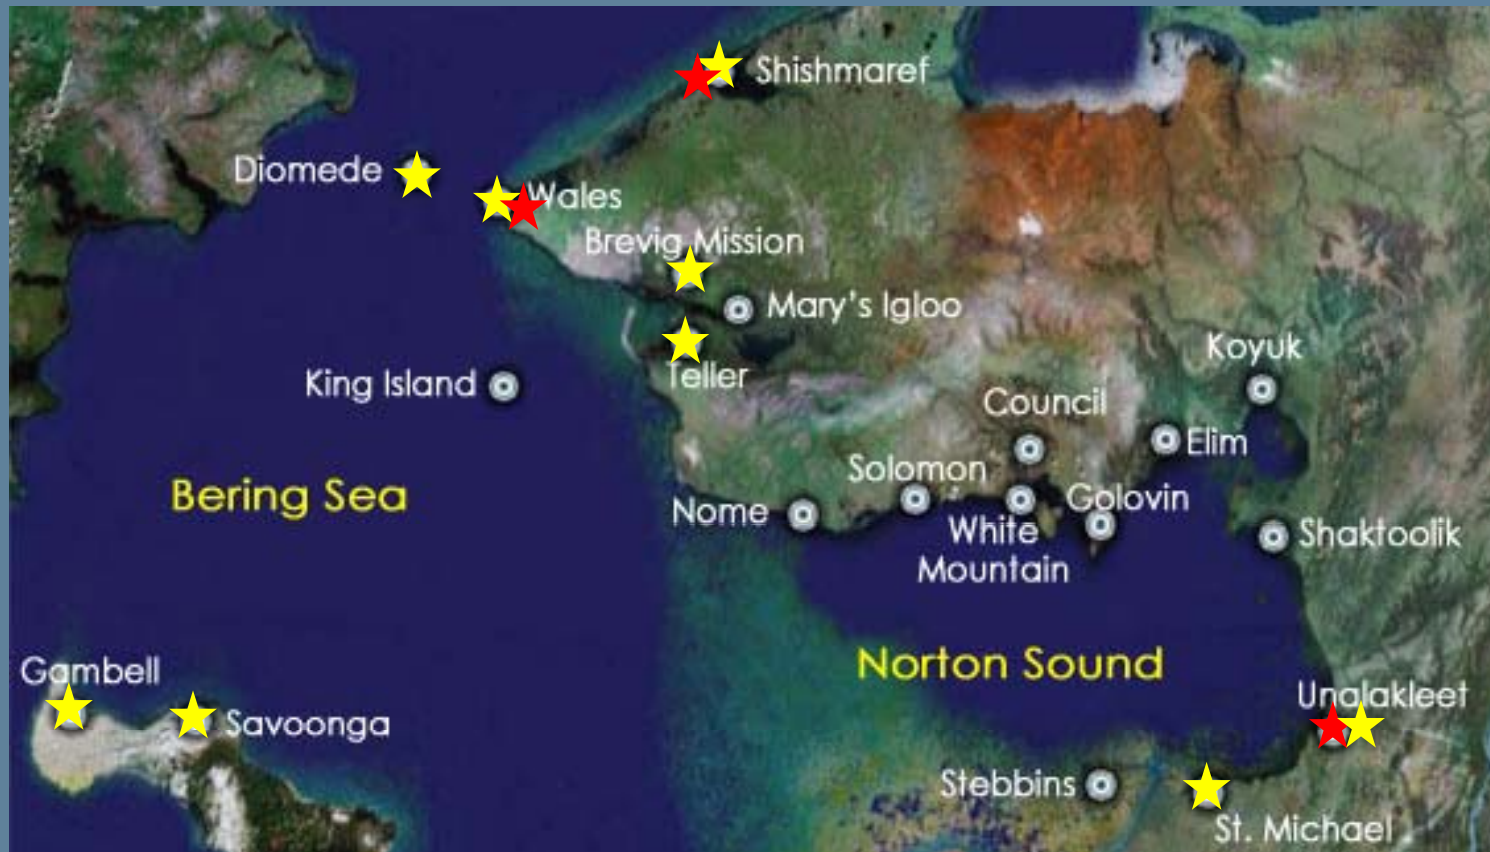 Shishmaref
Diomede
Wales
Brevig Mission
Mary's Igloo
Koyuk
Teller
King Island
Council
Elim
Solomon
Bering Sea
Golovin
Nome
White
Mountain
Shaktoolik
Norton Sound
Gambell
Unalakleet
Savoonga
Stebbins
St. Michael